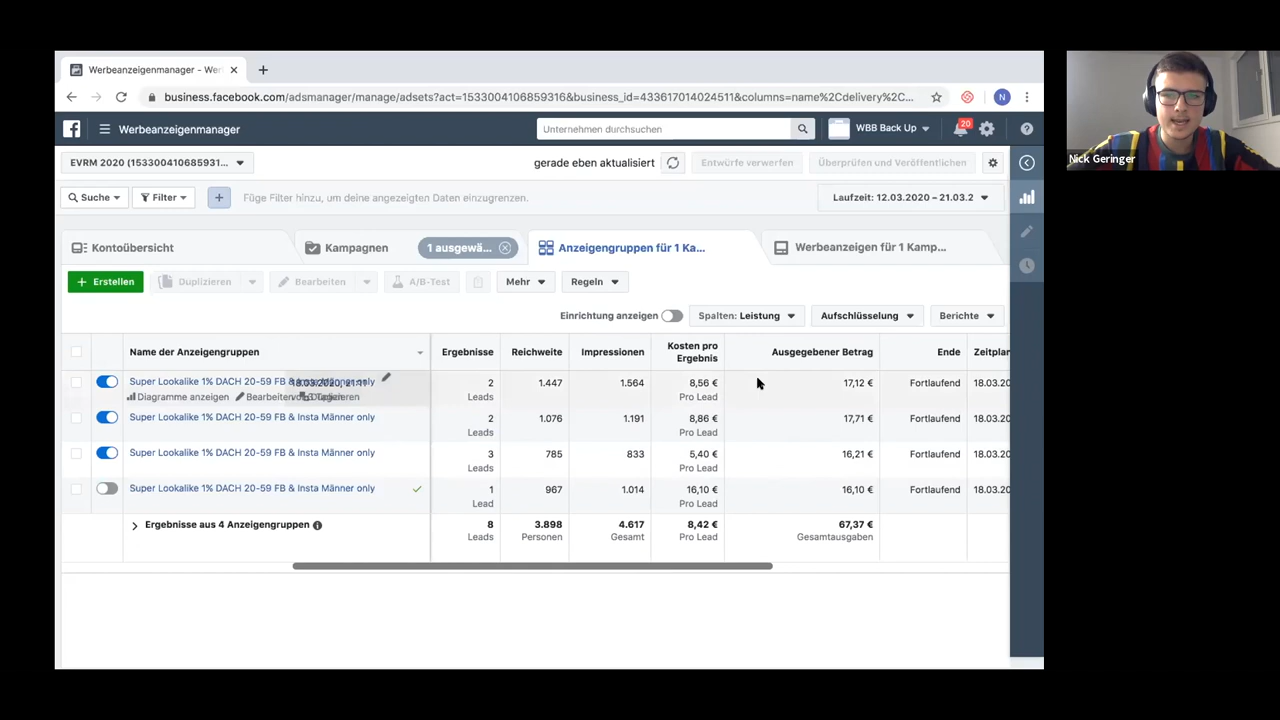 Werbeanzeigenmanager - Wer
business.facebook.com/adsmanager/manage/adsets?act=1533004106859316&business_id=433617014024511&columns=name%2Cdelivery%2C...
N
Werbeanzeigenmanager
Unternehmen durchsuchen
WBB Back Up
20
Nick Geringer
EVRM 2020 (153300410685931...
gerade eben aktualisiert
Entwürfe verwerfen
Überprüfen und Veröffentlichen
Suche
Filter
Füge Filter hinzu, um deine angezeigten Daten einzugrenzen.
Laufzeit: 12.03.2020 – 21.03.2
Kontoübersicht
Kampagnen
1 ausgewä...
Anzeigengruppen für 1 Ka...
Werbeanzeigen für 1 Kamp...
+ Erstellen
Duplizieren
Bearbeiten
A/B-Test
Mehr
Regeln
Einrichtung anzeigen
Spalten: Leistung
Aufschlüsselung
Berichte
Name der Anzeigengruppen
Ergebnisse
Reichweite
Impressionen
Kosten pro Ergebnis
Ausgegebener Betrag
Ende
Zeitplan
Super Lookalike 1% DACH 20-59 FB & Insta Männer only
2
1.447
1.564
8,56 €
17,12 €
Fortlaufend
18.03.20
Diagramme anzeigen
Bearbeiten
Leads
Pro Lead
Super Lookalike 1% DACH 20-59 FB & Insta Männer only
2
1.076
1.191
8,86 €
17,71 €
Fortlaufend
18.03.20
Leads
Pro Lead
Super Lookalike 1% DACH 20-59 FB & Insta Männer only
3
785
833
5,40 €
16,21 €
Fortlaufend
18.03.20
Leads
Pro Lead
Super Lookalike 1% DACH 20-59 FB & Insta Männer only
1
967
1.014
16,10 €
16,10 €
Fortlaufend
18.03.20
Lead
Pro Lead
Ergebnisse aus 4 Anzeigengruppen
8
3.898
4.617
8,42 €
67,37 €
Leads
Personen
Gesamt
Pro Lead
Gesamtausgaben